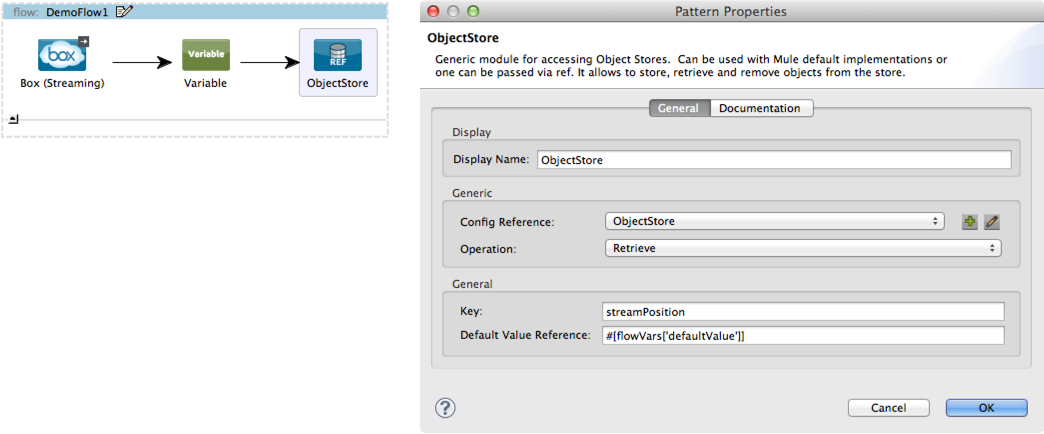 flow: DemoFlow1
box
Variable
REF
Box (Streaming)
Variable
ObjectStore
Pattern Properties
ObjectStore
Generic module for accessing Object Stores. Can be used with Mule default implementations or
one can be passed via ref. It allows to store, retrieve and remove objects from the store.
General
Documentation
Display
Display Name: ObjectStore
Generic
Config Reference: ObjectStore
Operation: Retrieve
General
Key: streamPosition
Default Value Reference: #[flowVars['defaultValue']]
?
Cancel
OK